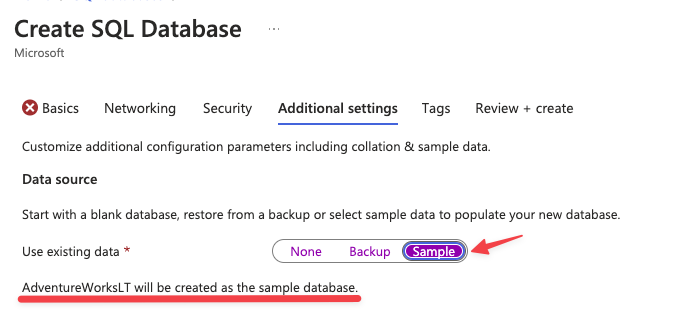 Create SQL Database ...
Microsoft
Basics Networking Security Additional settings Tags Review + create
Customize additional configuration parameters including collation & sample data.
Data source
Start with a blank database, restore from a backup or select sample data to populate your new database.
Use existing data * None Backup Sample
AdventureWorksLT will be created as the sample database.